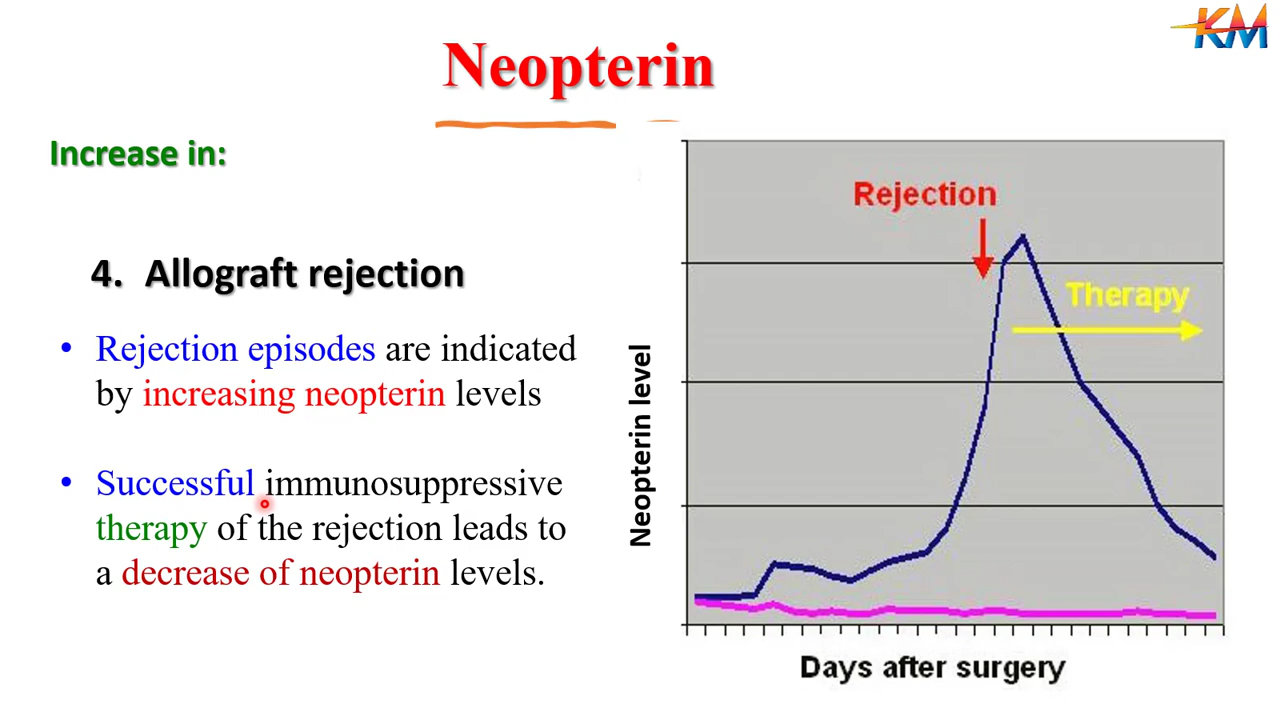 KM
Neopterin
Increase in:
4. Allograft rejection
• Rejection episodes are indicated
by increasing neopterin levels
• Successful immunosuppressive
therapy of the rejection leads to
a decrease of neopterin levels.
Rejection
Therapy
Neopterin level
Days after surgery